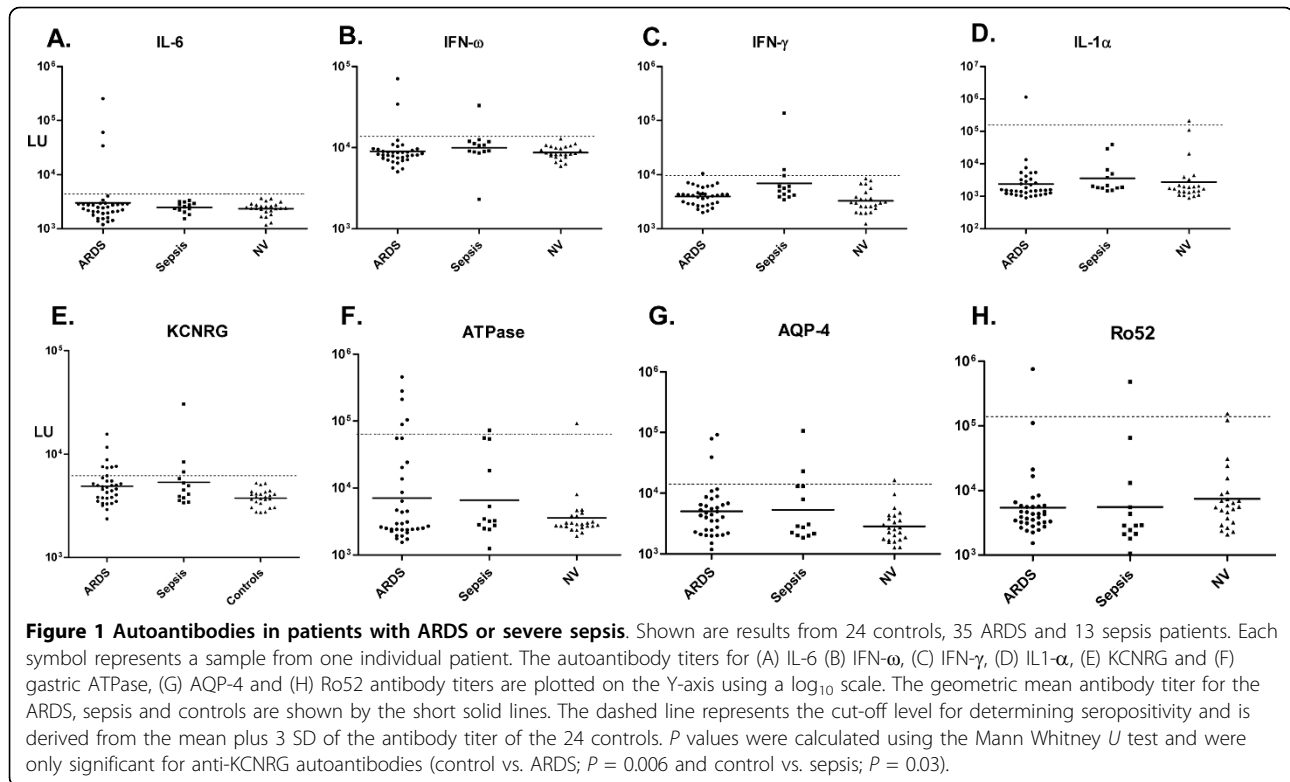 A. IL-6
B. IFN-ω
C. IFN-γ
D. IL-1α
10⁶
10⁵
LU
10⁴
10³
ARDS
Sepsis
NV
10⁵
10⁴
10³
ARDS
Sepsis
NV
10⁶
10⁵
10⁴
10³
ARDS
Sepsis
NV
10⁷
10⁶
10⁵
10⁴
10³
10²
ARDS
Sepsis
NV
E. KCNRG
F. ATPase
G. AQP-4
H. Ro52
10⁵
LU
10⁴
10³
ARDS
Sepsis
Controls
10⁶
10⁵
10⁴
10³
ARDS
Sepsis
NV
10⁶
10⁵
10⁴
10³
ARDS
Sepsis
NV
10⁶
10⁵
10⁴
10³
ARDS
Sepsis
NV
Figure 1 Autoantibodies in patients with ARDS or severe sepsis. Shown are results from 24 controls, 35 ARDS and 13 sepsis patients. Each
symbol represents a sample from one individual patient. The autoantibody titers for (A) IL-6 (B) IFN-ω, (C) IFN-γ, (D) IL1-α, (E) KCNRG and (F)
gastric ATPase, (G) AQP-4 and (H) Ro52 antibody titers are plotted on the Y-axis using a log₁₀ scale. The geometric mean antibody titer for the
ARDS, sepsis and controls are shown by the short solid lines. The dashed line represents the cut-off level for determining seropositivity and is
derived from the mean plus 3 SD of the antibody titer of the 24 controls. P values were calculated using the Mann Whitney U test and were
only significant for anti-KCNRG autoantibodies (control vs. ARDS; P = 0.006 and control vs. sepsis; P = 0.03).